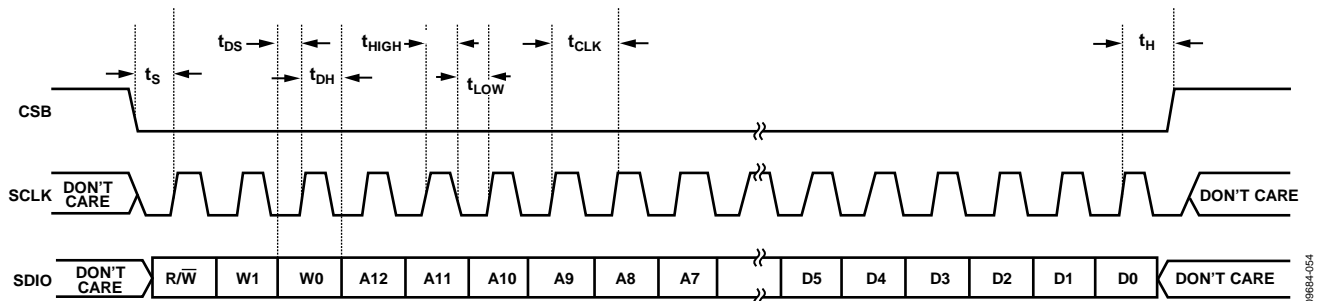 tDS
tHIGH
tCLK
tH
tS
tDH
tLOW
CSB
SCLK
DON'T
CARE
DON'T CARE
SDIO
DON'T
CARE
R/W̅ W1 W0 A12 A11 A10 A9 A8 A7 D5 D4 D3 D2 D1 D0
DON'T CARE
09684-054